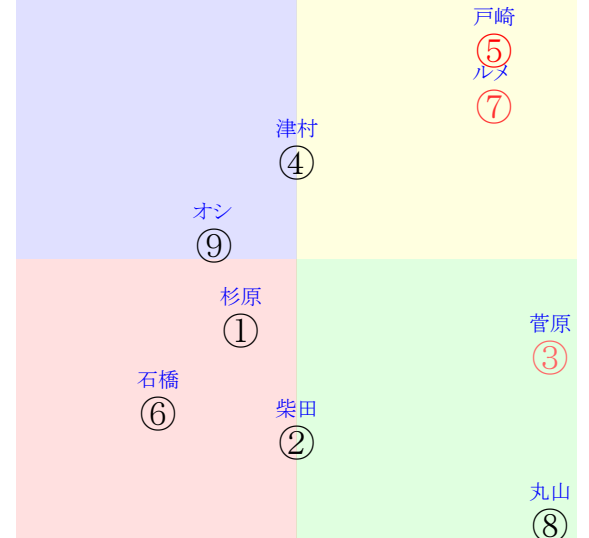 戸崎
⑤
ルメ
⑦
津村
④
オシ
⑨
杉原
①
菅原
③
石橋
⑥
柴田
②
丸山
⑧